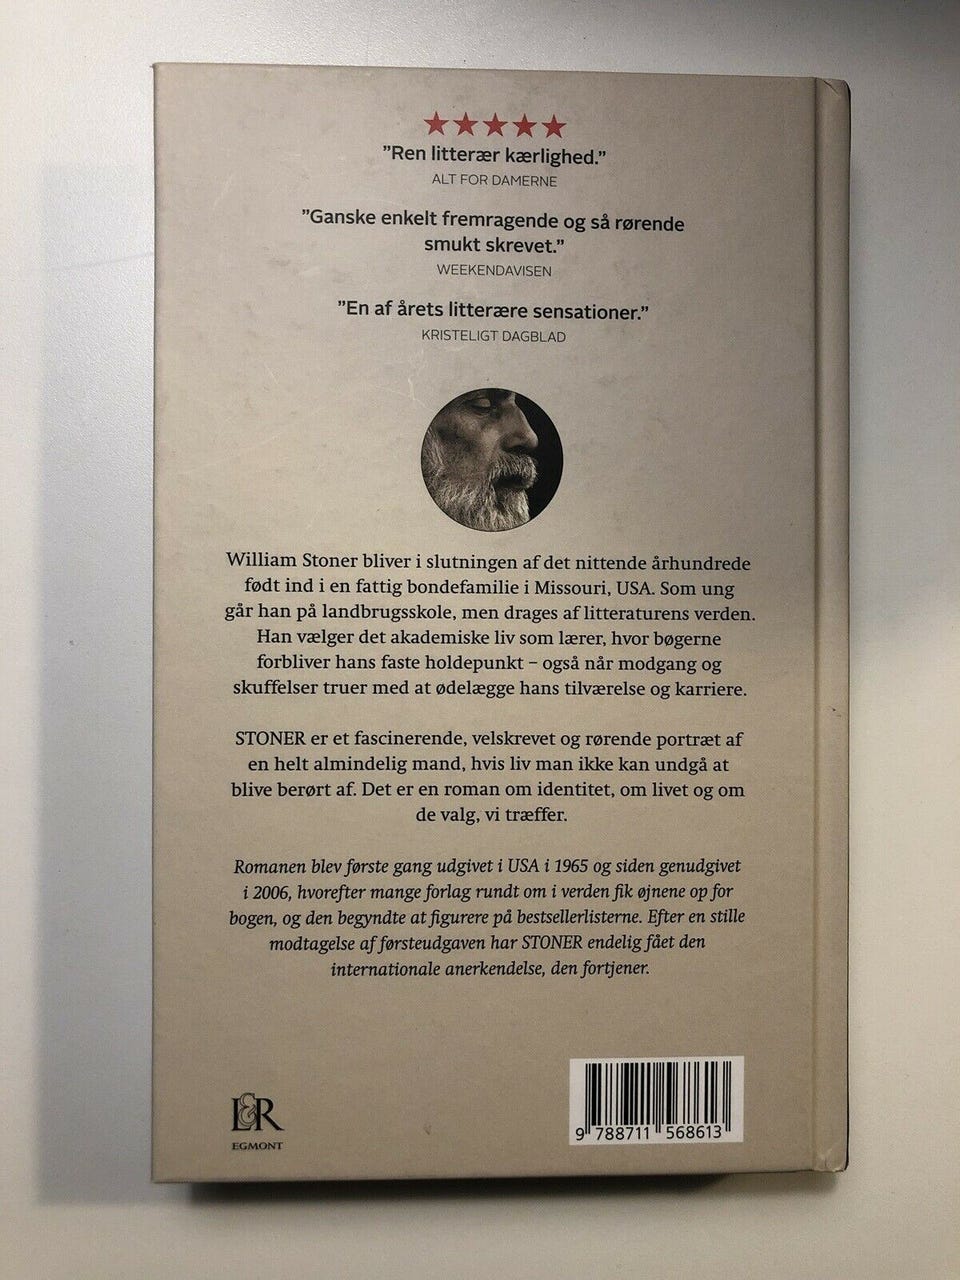 ★★★★★
”Ren litterær kærlighed.”
ALT FOR DAMERNE
”Ganske enkelt fremragende og så rørende
smukt skrevet.”
WEEKENDAVISEN
”En af årets litterære sensationer.”
KRISTELIGT DAGBLAD
William Stoner bliver i slutningen af det nittende århundrede
født ind i en fattig bondefamilie i Missouri, USA. Som ung
går han på landbrugsskole, men drages af litteraturens verden.
Han vælger det akademiske liv som lærer, hvor bøgerne
forbliver hans faste holdepunkt – også når modgang og
skuffelser truer med at ødelægge hans tilværelse og karriere.
STONER er et fascinerende, velskrevet og rørende portræt af
en helt almindelig mand, hvis liv man ikke kan undgå at
blive berørt af. Det er en roman om identitet, om livet og om
de valg, vi træffer.
Romanen blev første gang udgivet i USA i 1965 og siden genudgivet
i 2006, hvorefter mange forlag rundt om i verden fik øjnene op for
bogen, og den begyndte at figurere på bestsellerlisterne. Efter en stille
modtagelse af førsteudgaven har STONER endelig fået den
internationale anerkendelse, den fortjener.
L&R
EGMONT
9 788711 568613